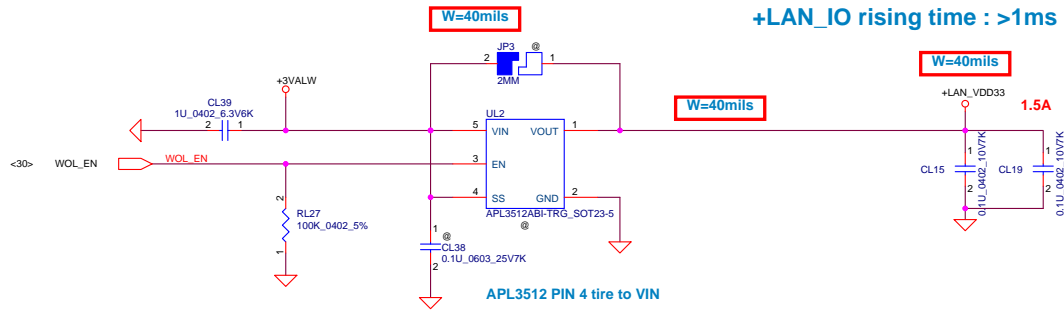 W=40mils
+LAN_IO rising time : >1ms
JP3 @
2 1
2MM
W=40mils
+3VALW
+LAN_VDD33
1.5A
CL39
1U_0402_6.3V6K
2 1
W=40mils
UL2
5 VIN VOUT 1
<30> WOL_EN WOL_EN
3 EN
4 SS GND 2
APL3512ABI-TRG_SOT23-5
@
2
RL27
100K_0402_5%
1
1 @
CL38
0.1U_0603_25V7K
2
1
CL15
2
0.1U_0402_10V7K
1
CL19
2
0.1U_0402_10V7K
APL3512 PIN 4 tire to VIN